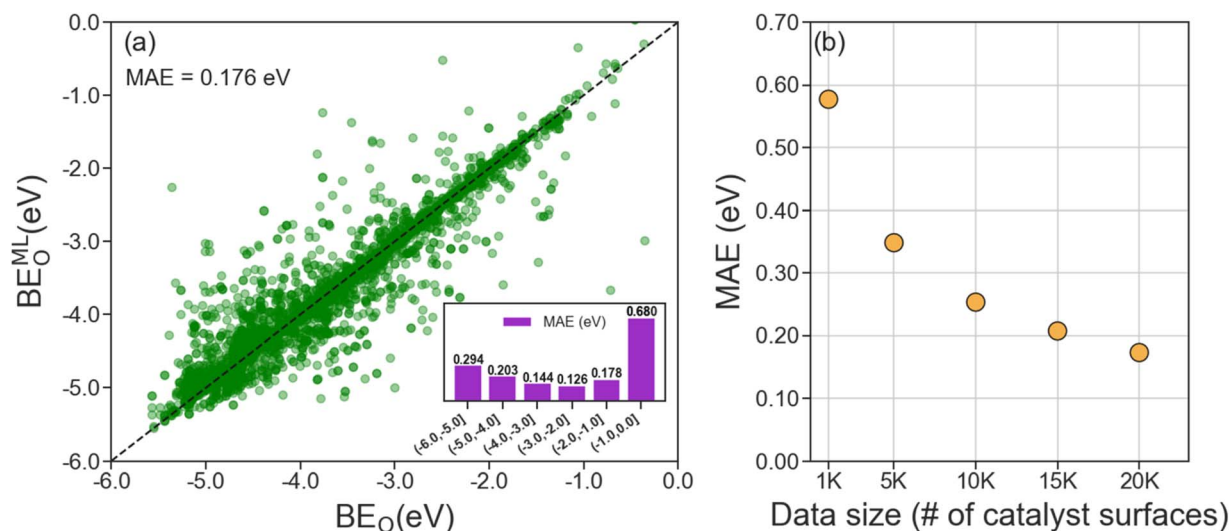 (a)
MAE = 0.176 eV
BE_O^ML(eV)
0.0
-1.0
-2.0
-3.0
-4.0
-5.0
-6.0
-6.0 -5.0 -4.0 -3.0 -2.0 -1.0 0.0
BE_O(eV)
MAE (eV)
0.294 0.203 0.144 0.126 0.178 0.680
(-6.0,-5.0] (-5.0,-4.0] (-4.0,-3.0] (-3.0,-2.0] (-2.0,-1.0] (-1.0,0.0]
(b)
MAE (eV)
0.70
0.60
0.50
0.40
0.30
0.20
0.10
0.00
1K 5K 10K 15K 20K
Data size (# of catalyst surfaces)